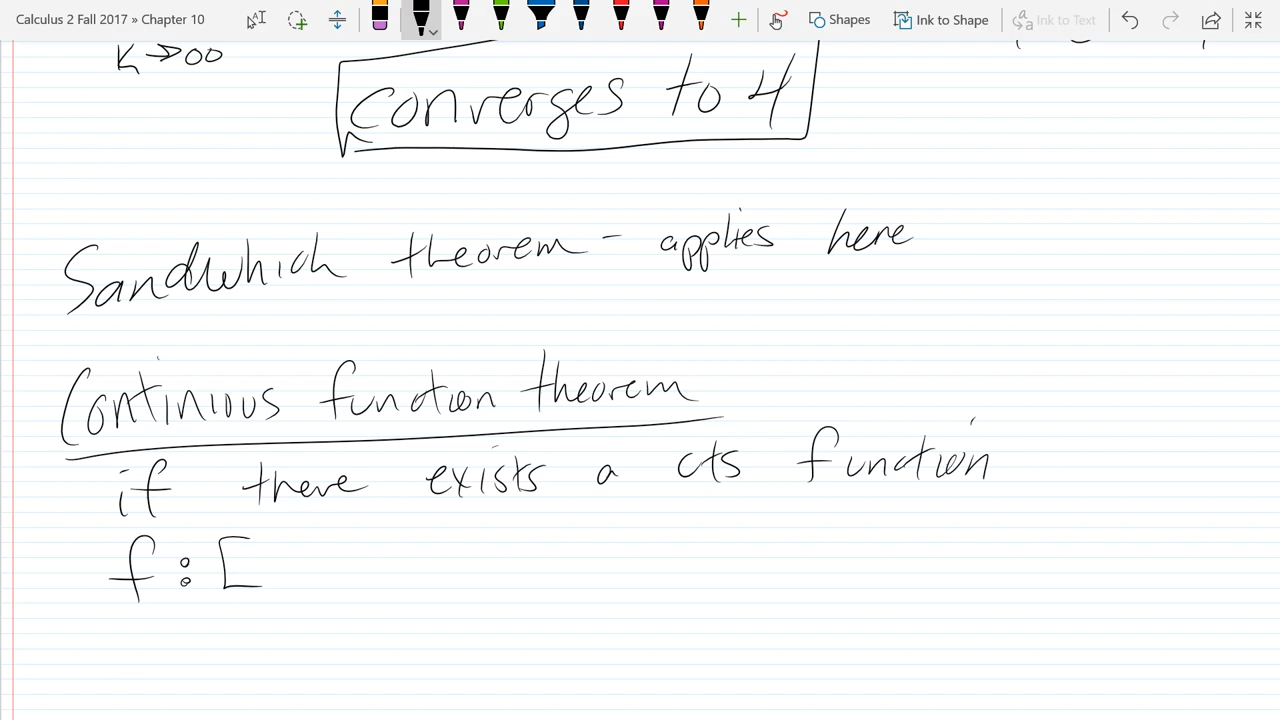 Calculus 2 Fall 2017 » Chapter 10
Shapes
Ink to Shape
Ink to Text
K→∞
converges to 4
Sandwhich theorem - applies here
Continious function theorem
if there exists a cts function
f : [